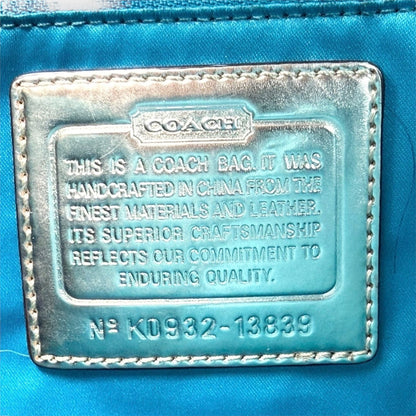 COACH
THIS IS A COACH BAG. IT WAS
HANDCRAFTED IN CHINA FROM THE
FINEST MATERIALS AND LEATHER.
ITS SUPERIOR CRAFTSMANSHIP
REFLECTS OUR COMMITMENT TO
ENDURING QUALITY.
Nº K0932-13839